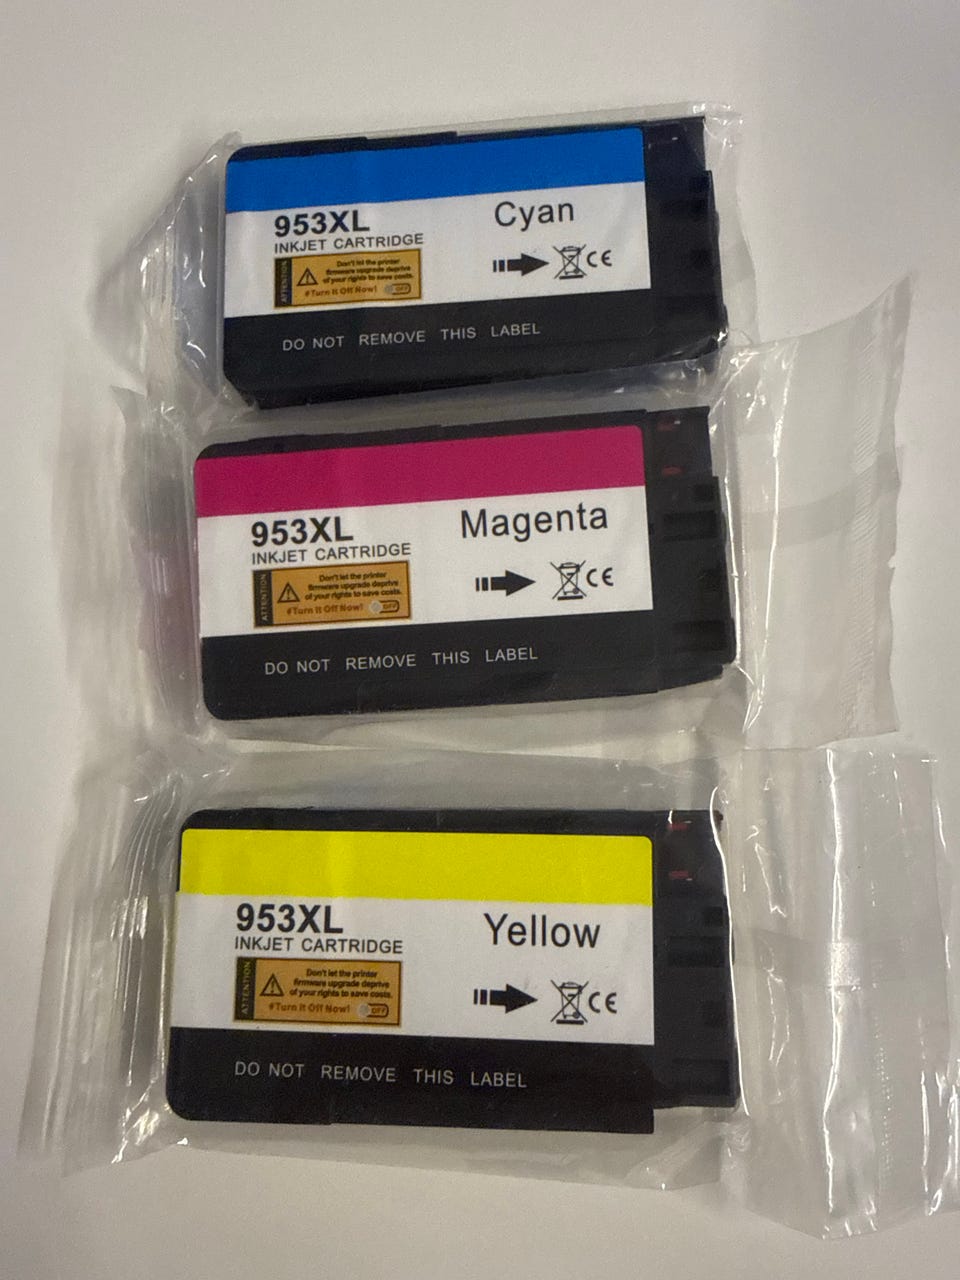 953XL
INKJET CARTRIDGE
Cyan
ATTENTION
Don't let the printer
firmware upgrade deprive
of your rights to save costs.
#Turn It Off Now! OFF
CE
DO NOT REMOVE THIS LABEL
953XL
INKJET CARTRIDGE
Magenta
ATTENTION
Don't let the printer
firmware upgrade deprive
of your rights to save costs.
#Turn It Off Now! OFF
CE
DO NOT REMOVE THIS LABEL
953XL
INKJET CARTRIDGE
Yellow
ATTENTION
Don't let the printer
firmware upgrade deprive
of your rights to save costs.
#Turn It Off Now! OFF
CE
DO NOT REMOVE THIS LABEL